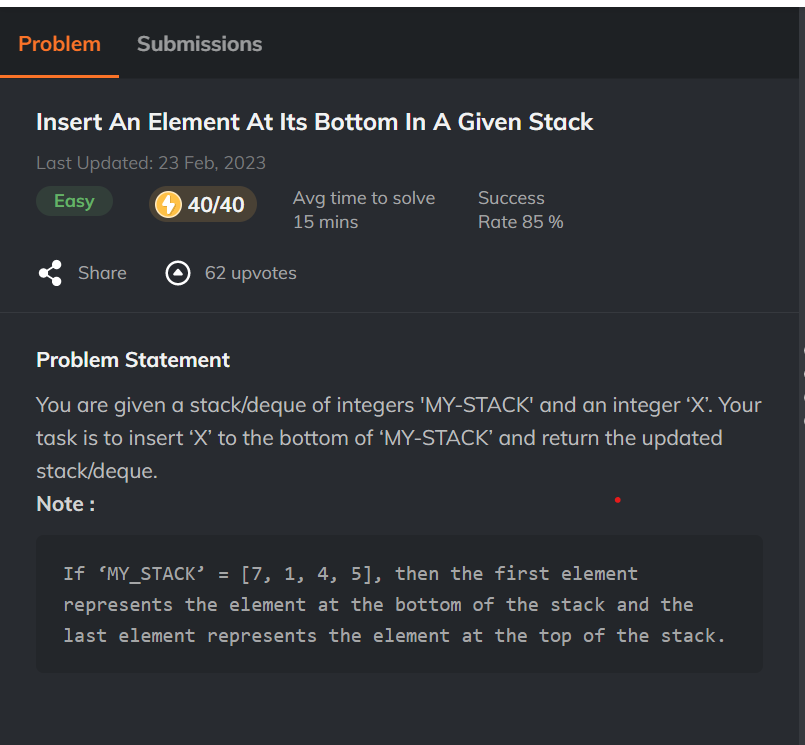 Problem Submissions
Insert An Element At Its Bottom In A Given Stack
Last Updated: 23 Feb, 2023
Easy 40/40 Avg time to solve Success
15 mins Rate 85 %
Share 62 upvotes
Problem Statement
You are given a stack/deque of integers 'MY-STACK' and an integer ‘X’. Your
task is to insert ‘X’ to the bottom of ‘MY-STACK’ and return the updated
stack/deque.
Note :
If ‘MY_STACK’ = [7, 1, 4, 5], then the first element
represents the element at the bottom of the stack and the
last element represents the element at the top of the stack.